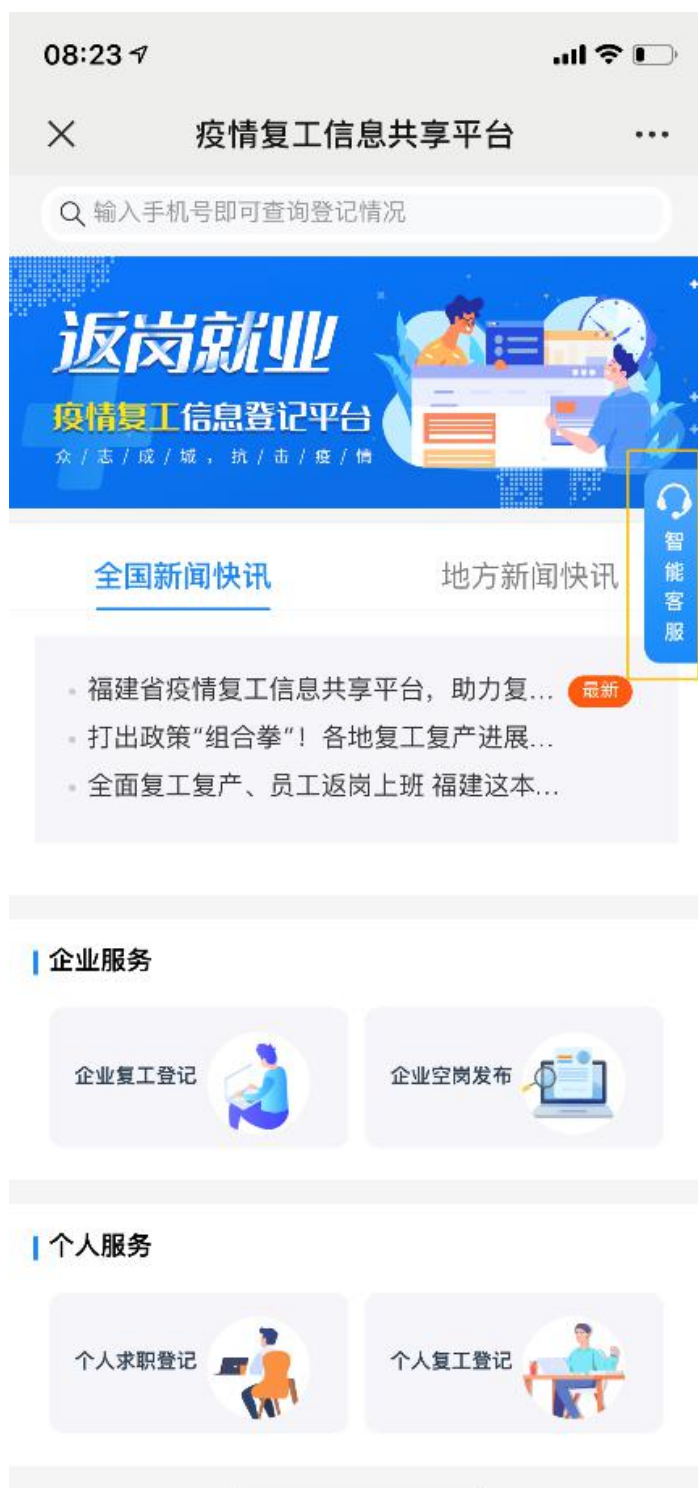 08:23
疫情复工信息共享平台
输入手机号即可查询登记情况
返岗就业
疫情复工信息登记平台
众/志/成/城，抗/击/疫/情
智能客服
全国新闻快讯 地方新闻快讯
福建省疫情复工信息共享平台，助力复... 最新
打出政策“组合拳”！各地复工复产进展...
全面复工复产、员工返岗上班 福建这本...
企业服务
企业复工登记 企业空岗发布
个人服务
个人求职登记 个人复工登记